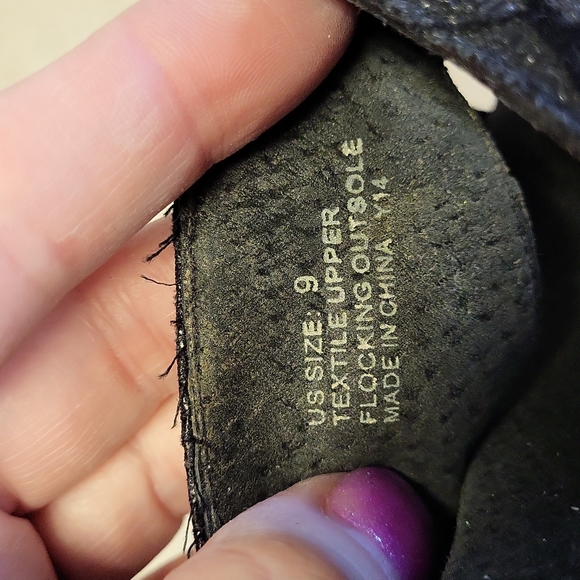 US SIZE: 9
TEXTILE UPPER
FLOCKING OUTSOLE
MADE IN CHINA Y14